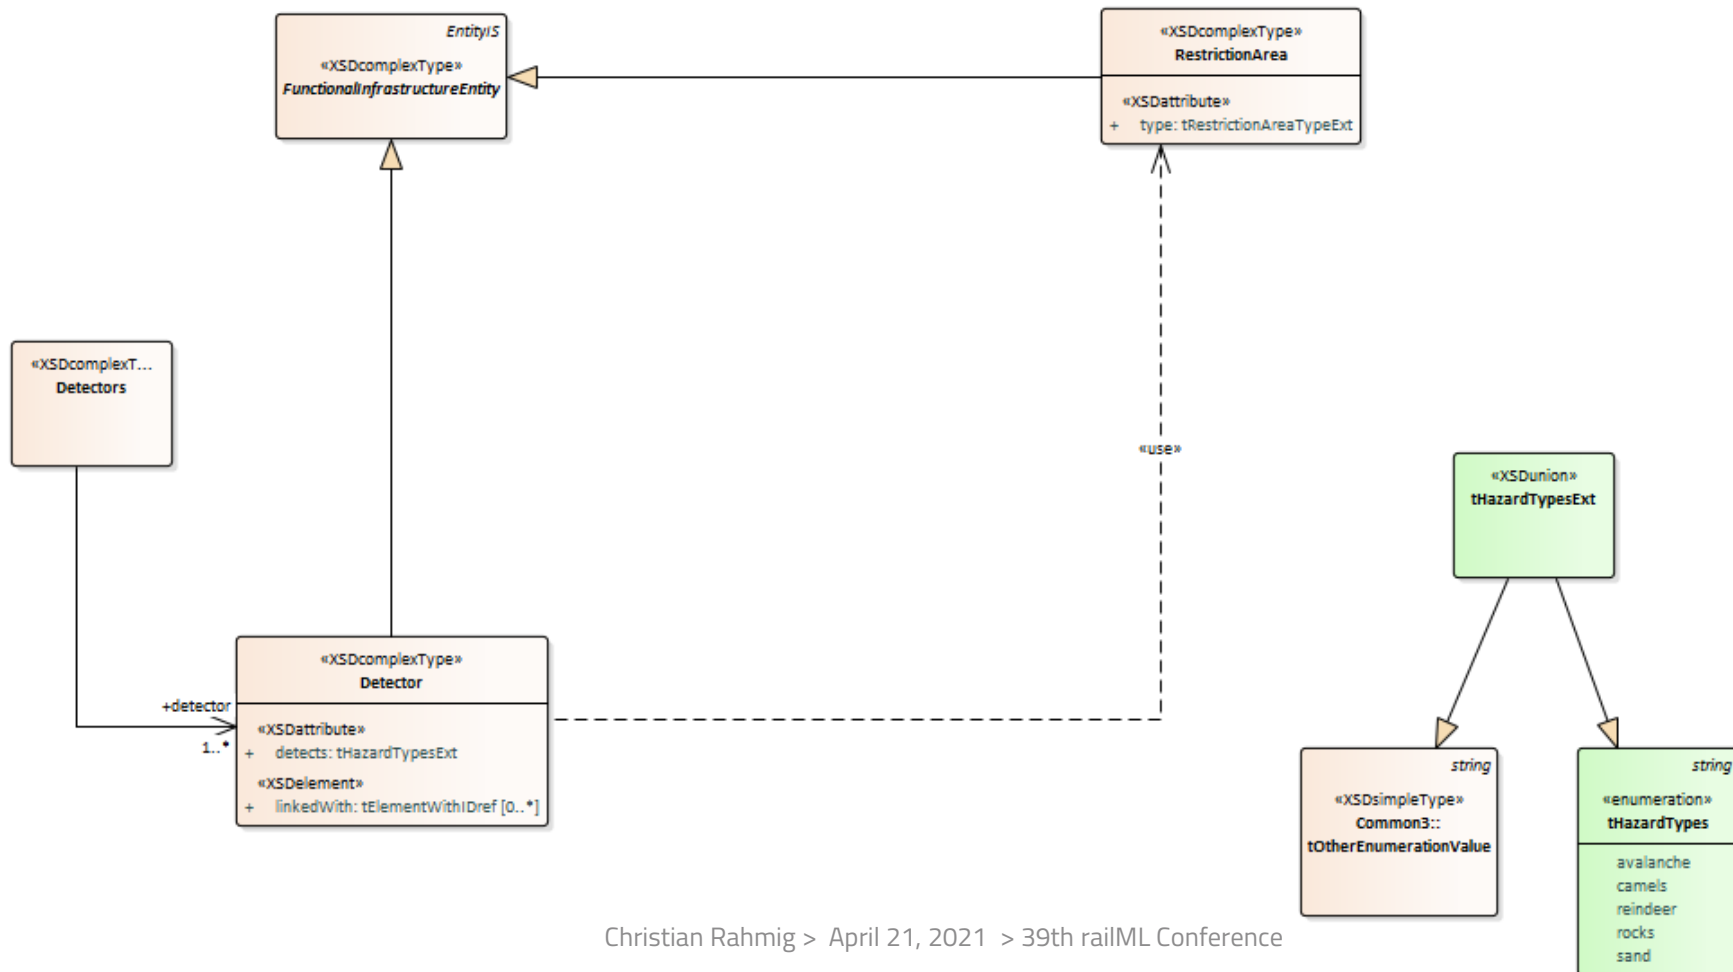 EntityIS
«XSDcomplexType»
FunctionalInfrastructureEntity
«XSDcomplexType»
RestrictionArea
«XSDattribute»
+ type: tRestrictionAreaTypeExt
«XSDcomplexT...
Detectors
«use»
«XSDunion»
tHazardTypesExt
«XSDcomplexType»
Detector
+detector
1..*
«XSDattribute»
+ detects: tHazardTypesExt
«XSDelement»
+ linkedWith: tElementWithIDref [0..*]
string
«XSDsimpleType»
Common3::
tOtherEnumerationValue
string
«enumeration»
tHazardTypes
avalanche
camels
reindeer
rocks
sand
Christian Rahmig > April 21, 2021 > 39th railML Conference